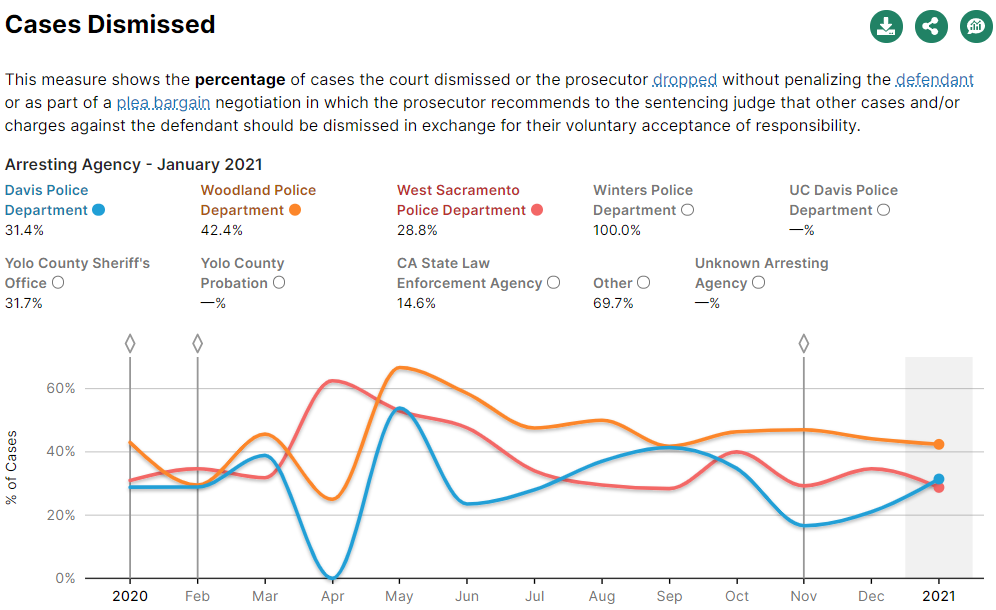 Cases Dismissed
This measure shows the percentage of cases the court dismissed or the prosecutor dropped without penalizing the defendant
or as part of a plea bargain negotiation in which the prosecutor recommends to the sentencing judge that other cases and/or
charges against the defendant should be dismissed in exchange for their voluntary acceptance of responsibility.
Arresting Agency - January 2021
Davis Police
Department
31.4%
Woodland Police
Department
42.4%
West Sacramento
Police Department
28.8%
Winters Police
Department
100.0%
UC Davis Police
Department
—%
Yolo County Sheriff's
Office
31.7%
Yolo County
Probation
—%
CA State Law
Enforcement Agency
14.6%
Other
69.7%
Unknown Arresting
Agency
—%
% of Cases
60%
40%
20%
0%
2020 Feb Mar Apr May Jun Jul Aug Sep Oct Nov Dec 2021